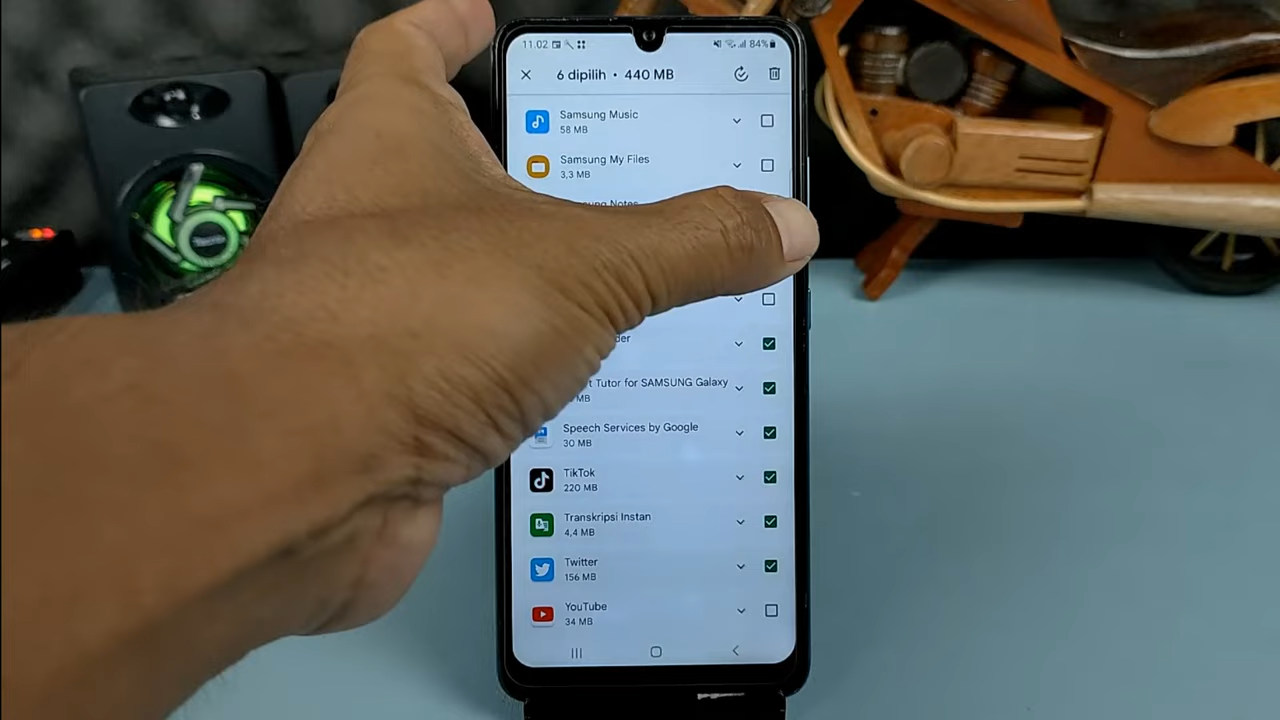 11.02
84%
6 dipilih • 440 MB
Samsung Music
58 MB
Samsung My Files
3,3 MB
Notes
Tutor for SAMSUNG Galaxy
MB
Speech Services by Google
30 MB
TikTok
220 MB
Transkripsi Instan
4,4 MB
Twitter
156 MB
YouTube
34 MB